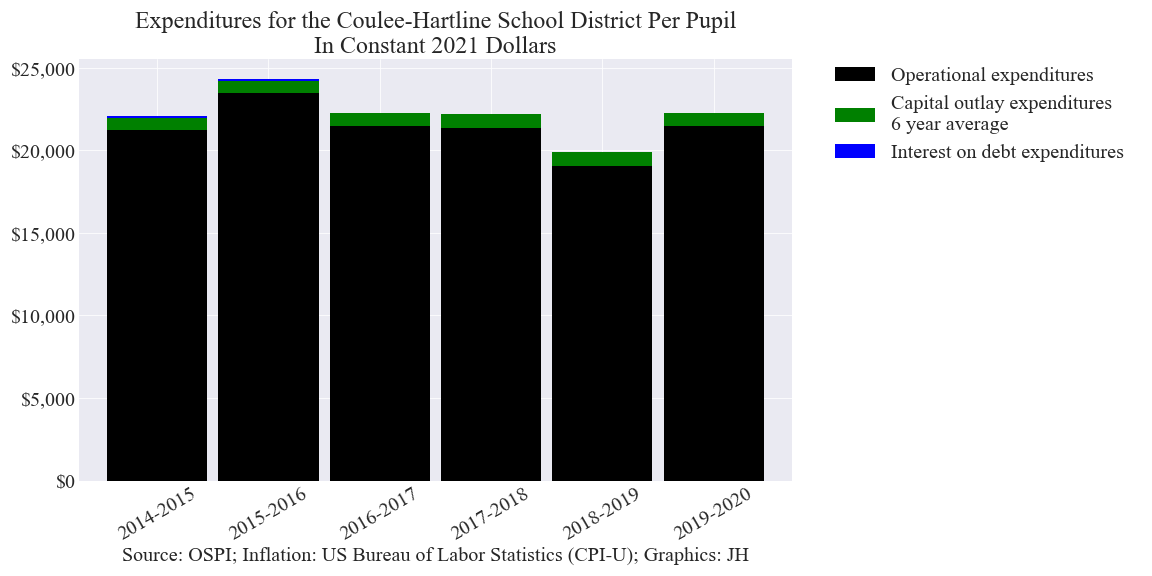 Expenditures for the Coulee-Hartline School District Per Pupil
In Constant 2021 Dollars
$25,000
$20,000
$15,000
$10,000
$5,000
$0
2014-2015
2015-2016
2016-2017
2017-2018
2018-2019
2019-2020
Source: OSPI; Inflation: US Bureau of Labor Statistics (CPI-U); Graphics: JH
Operational expenditures
Capital outlay expenditures
6 year average
Interest on debt expenditures